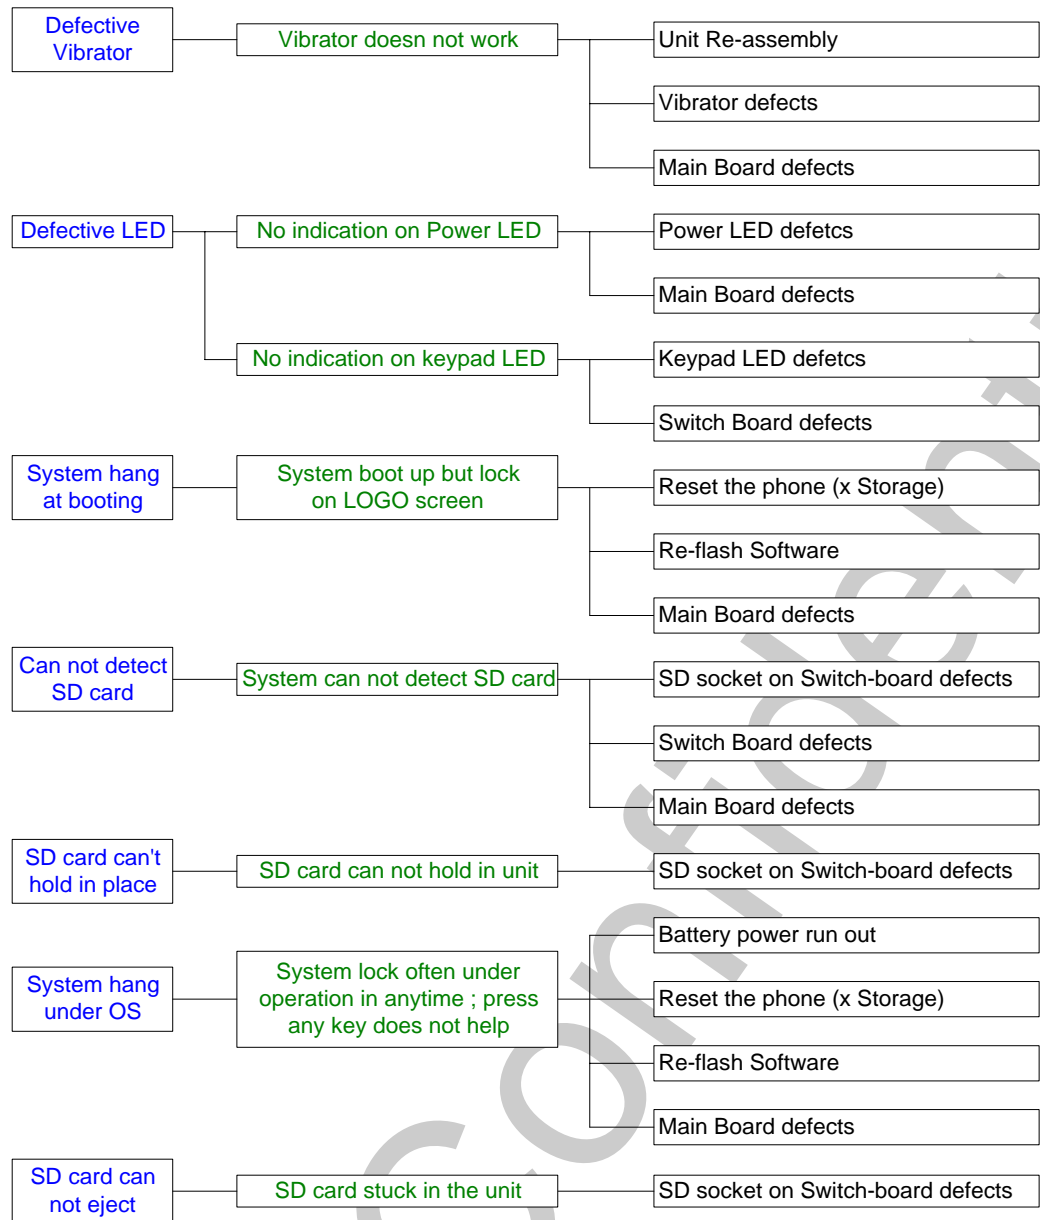 Defective
Vibrator
Vibrator doesn not work
Unit Re-assembly
Vibrator defects
Main Board defects
Defective LED
No indication on Power LED
Power LED defetcs
Main Board defects
No indication on keypad LED
Keypad LED defetcs
Switch Board defects
System hang
at booting
System boot up but lock
on LOGO screen
Reset the phone (x Storage)
Re-flash Software
Main Board defects
Can not detect
SD card
System can not detect SD card
SD socket on Switch-board defects
Switch Board defects
Main Board defects
SD card can't
hold in place
SD card can not hold in unit
SD socket on Switch-board defects
System hang
under OS
System lock often under
operation in anytime ; press
any key does not help
Battery power run out
Reset the phone (x Storage)
Re-flash Software
Main Board defects
SD card can
not eject
SD card stuck in the unit
SD socket on Switch-board defects
Confident